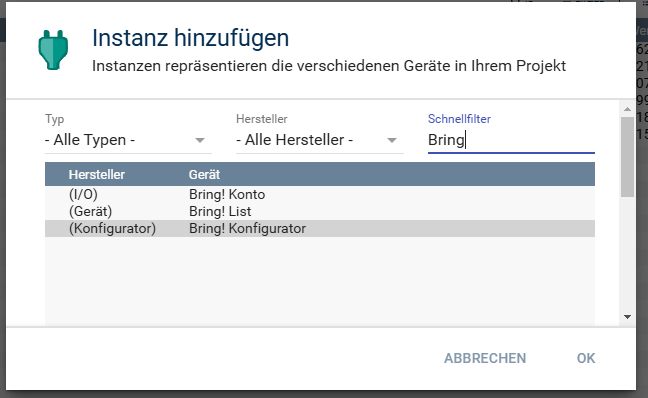 Instanz hinzufügen
Instanzen repräsentieren die verschiedenen Geräte in Ihrem Projekt
Typ Hersteller Schnellfilter
- Alle Typen - - Alle Hersteller - Bring
Hersteller Gerät
(I/O) Bring! Konto
(Gerät) Bring! List
(Konfigurator) Bring! Konfigurator
ABBRECHEN OK